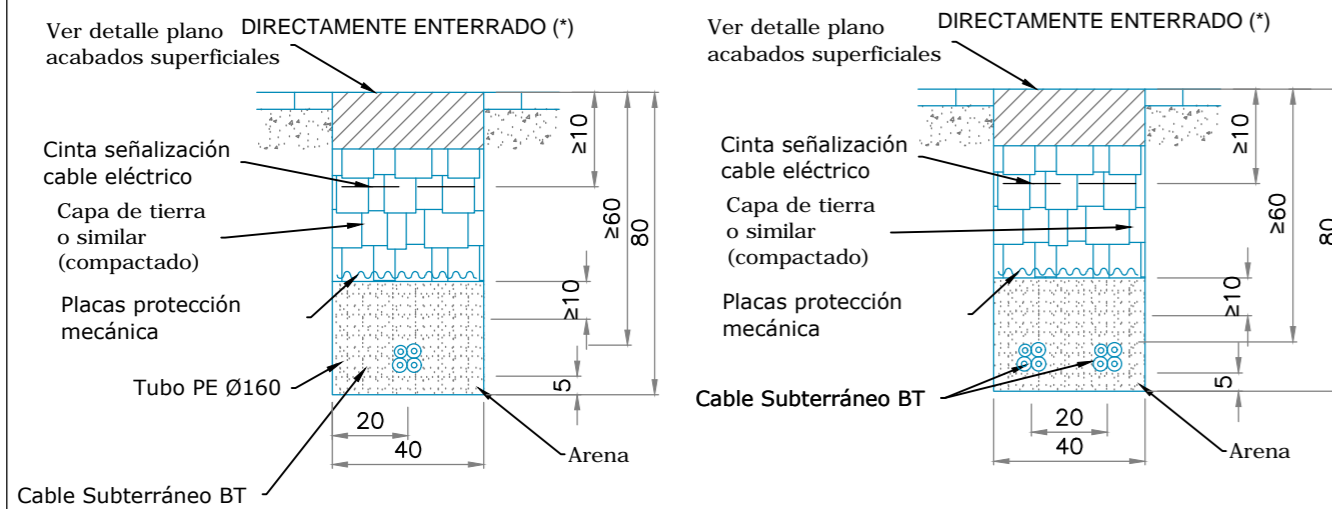 Ver detalle plano
acabados superficiales
DIRECTAMENTE ENTERRADO (*)
Cinta señalización
cable eléctrico
Capa de tierra
o similar
(compactado)
Placas protección
mecánica
Tubo PE Ø160
Cable Subterráneo BT
Arena
20
40
≥10
≥60
80
≥10
5
Ver detalle plano
acabados superficiales
DIRECTAMENTE ENTERRADO (*)
Cinta señalización
cable eléctrico
Capa de tierra
o similar
(compactado)
Placas protección
mecánica
Cable Subterráneo BT
Arena
20
40
≥10
≥60
80
≥10
5